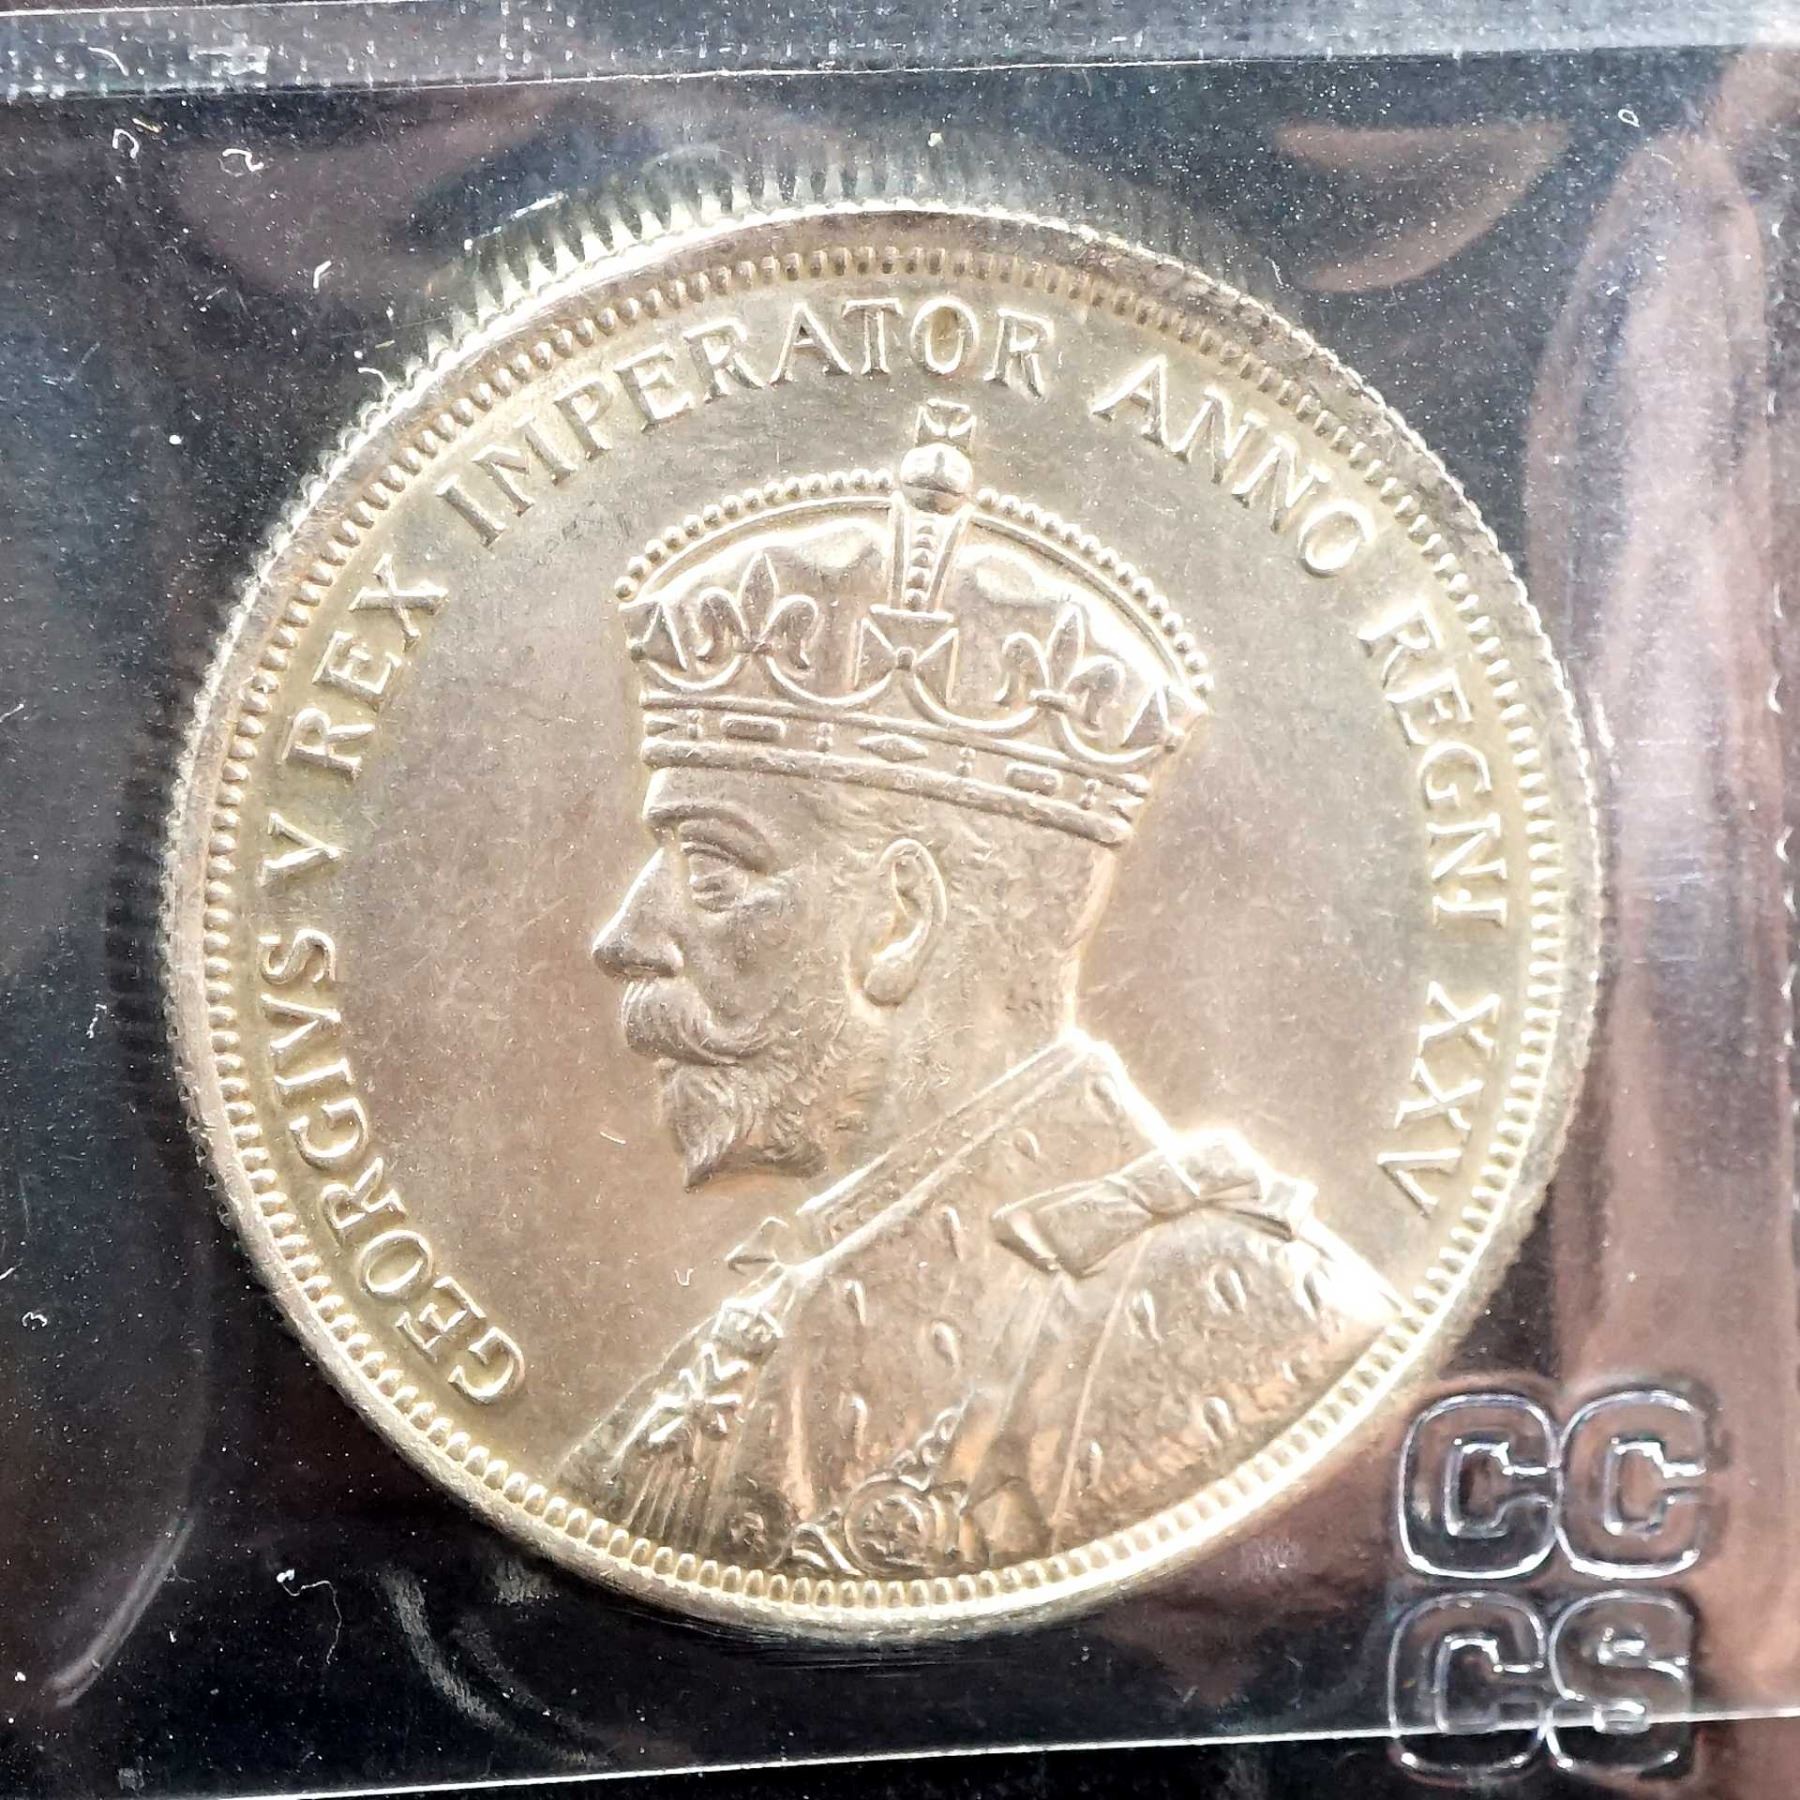 GEORGIVS V REX IMPERATOR ANNO REGNI XXV
CC
CS